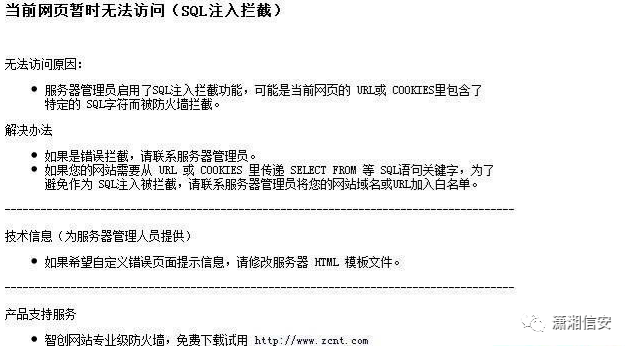 当前网页暂时无法访问（SQL注入拦截）
无法访问原因：
服务器管理员启用了SQL注入拦截功能，可能是当前网页的 URL或 COOKIES里包含了
特定的 SQL字符而被防火墙拦截。
解决办法
如果是错误拦截，请联系服务器管理员。
如果您的网站需要从 URL 或 COOKIES 里传递 SELECT FROM 等 SQL语句关键字，为了
避免作为 SQL注入被拦截，请联系服务器管理员将您的网站域名或URL加入白名单。
技术信息（为服务器管理人员提供）
如果希望自定义错误页面提示信息，请修改服务器 HTML 模板文件。
产品支持服务
智创网站专业级防火墙，免费下载试用 http://www.zcnt.com
潇湘信安